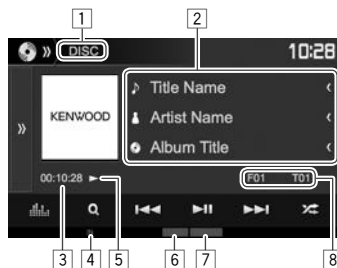 1 2
» DISC 10:28
Title Name
KENWOOD
Artist Name
Album Title
00:10:28
F01 T01
3 4 5 6 7 8